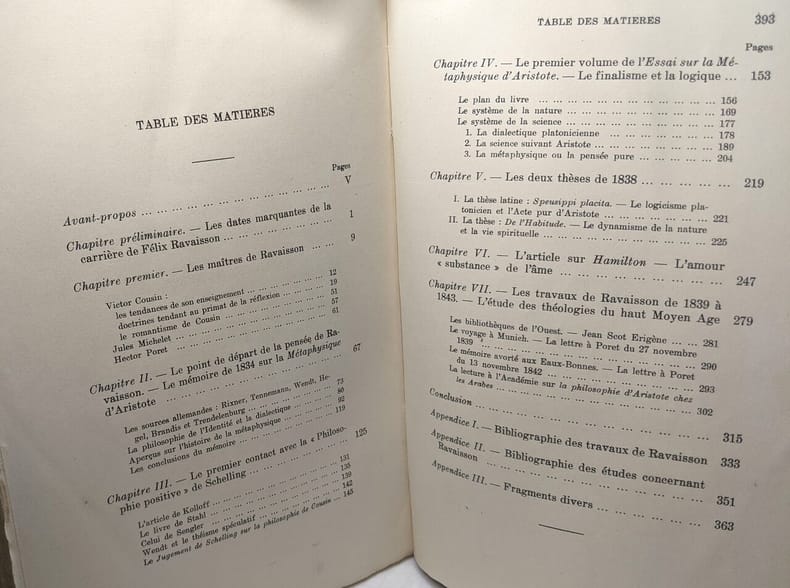 TABLE DES MATIERES
Pages
Avant-propos ... ... ... ... ... ... ... ... ... ... V
Chapitre préliminaire. — Les dates marquantes de la
carrière de Félix Ravaisson ... ... ... ... ... ... 1
Chapitre premier. — Les maîtres de Ravaisson ... ... 9
Victor Cousin :
les tendances de son enseignement ... ... ... ... ... 12
doctrines tendant au primat de la réflexion ... ... ... 19
le romantisme de Cousin ... ... ... ... ... ... 51
Jules Michelet ... ... ... ... ... ... ... ... 57
Hector Poret ... ... ... ... ... ... ... ... 61
Chapitre II. — Le point de départ de la pensée de Ra-
vaisson. — Le mémoire de 1834 sur la Métaphysique
d'Aristote ... ... ... ... ... ... ... ... 67
Les sources allemandes : Rixner, Tennemann, Wendt, He-
gel, Brandis et Trendelenburg ... ... ... ... ... 73
La philosophie de l'Identité et la dialectique ... ... ... 80
Aperçus sur l'histoire de la métaphysique ... ... ... 92
Les conclusions du mémoire ... ... ... ... ... 119
Chapitre III. — Le premier contact avec la « Philoso-
phie positive » de Schelling ... ... ... ... ... 125
L'article de Kolloff ... ... ... ... ... ... 131
Le livre de Stahl ... ... ... ... ... ... 135
Celui de Sengler ... ... ... ... ... ... 139
Wendt et le théisme spéculatif ... ... ... ... 142
Le Jugement de Schelling sur la philosophie de Cousin ... ... 145
TABLE DES MATIERES 393
Pages
Chapitre IV. — Le premier volume de l'Essai sur la Mé-
taphysique d'Aristote. — Le finalisme et la logique ... 153
Le plan du livre ... ... ... ... ... ... ... ... 156
Le système de la nature ... ... ... ... ... ... ... 169
Le système de la science ... ... ... ... ... ... ... 177
1. La dialectique platonicienne ... ... ... ... ... 178
2. La science suivant Aristote ... ... ... ... ... 189
3. La métaphysique ou la pensée pure ... ... ... ... 204
Chapitre V. — Les deux thèses de 1838 ... ... ... ... 219
I. La thèse latine : Speusippi placita. — Le logicisme pla-
tonicien et l'Acte pur d'Aristote ... ... ... ... ... 221
II. La thèse : De l'Habitude. — Le dynamisme de la nature
et la vie spirituelle ... ... ... ... ... ... ... 225
Chapitre VI. — L'article sur Hamilton — L'amour
« substance » de l'âme ... ... ... ... ... ... 247
Chapitre VII. — Les travaux de Ravaisson de 1839 à
1843. — L'étude des théologies du haut Moyen Age 279
Les bibliothèques de l'Ouest. — Jean Scot Erigène ... ... 281
Le voyage à Munich. — La lettre à Poret du 27 novembre
1839 ... ... ... ... ... ... ... ... ... 290
Le mémoire avorté aux Eaux-Bonnes. — La lettre à Poret
du 13 novembre 1842 ... ... ... ... ... ... 293
La lecture à l'Académie sur la philosophie d'Aristote chez
les Arabes ... ... ... ... ... ... ... ... 302
Conclusion ... ... ... ... ... ... ... ... ... 315
Appendice I. — Bibliographie des travaux de Ravaisson 333
Appendice II. — Bibliographie des études concernant
Ravaisson ... ... ... ... ... ... ... ... 351
Appendice III. — Fragments divers ... ... ... ... 363